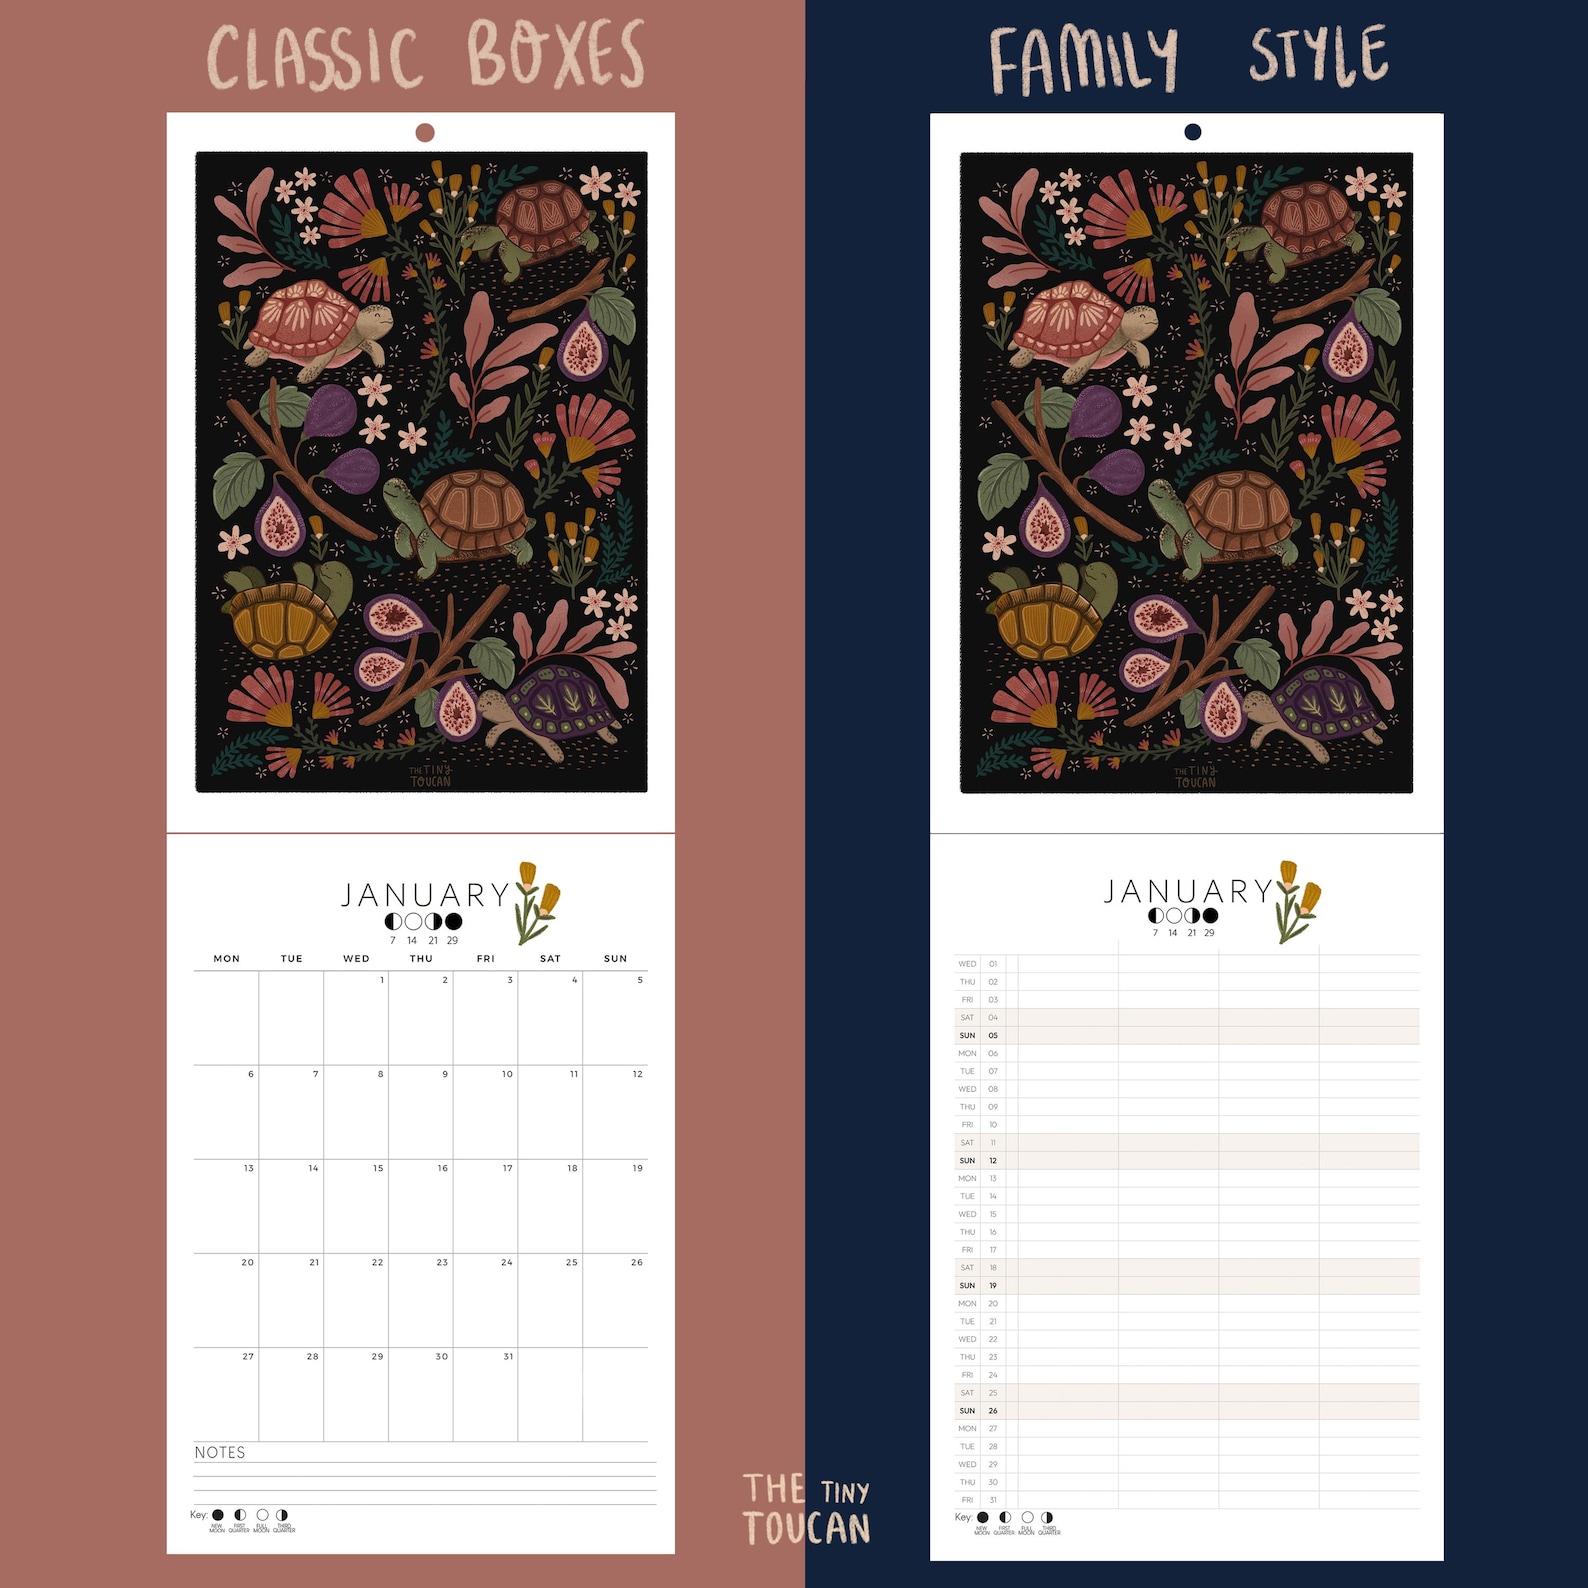 CLASSIC BOXES
THE TINY
TOUCAN
JANUARY
7 14 21 29
MON TUE WED THU FRI SAT SUN
1 2 3 4 5
6 7 8 9 10 11 12
13 14 15 16 17 18 19
20 21 22 23 24 25 26
27 28 29 30 31
NOTES
Key:
NEW MOON
FIRST QUARTER
FULL MOON
THIRD QUARTER
FAMILY STYLE
THE TINY
TOUCAN
JANUARY
7 14 21 29
WED 01
THU 02
FRI 03
SAT 04
SUN 05
MON 06
TUE 07
WED 08
THU 09
FRI 10
SAT 11
SUN 12
MON 13
TUE 14
WED 15
THU 16
FRI 17
SAT 18
SUN 19
MON 20
TUE 21
WED 22
THU 23
FRI 24
SAT 25
SUN 26
MON 27
TUE 28
WED 29
THU 30
FRI 31
Key:
NEW MOON
FIRST QUARTER
FULL MOON
THIRD QUARTER
THE TINY
TOUCAN